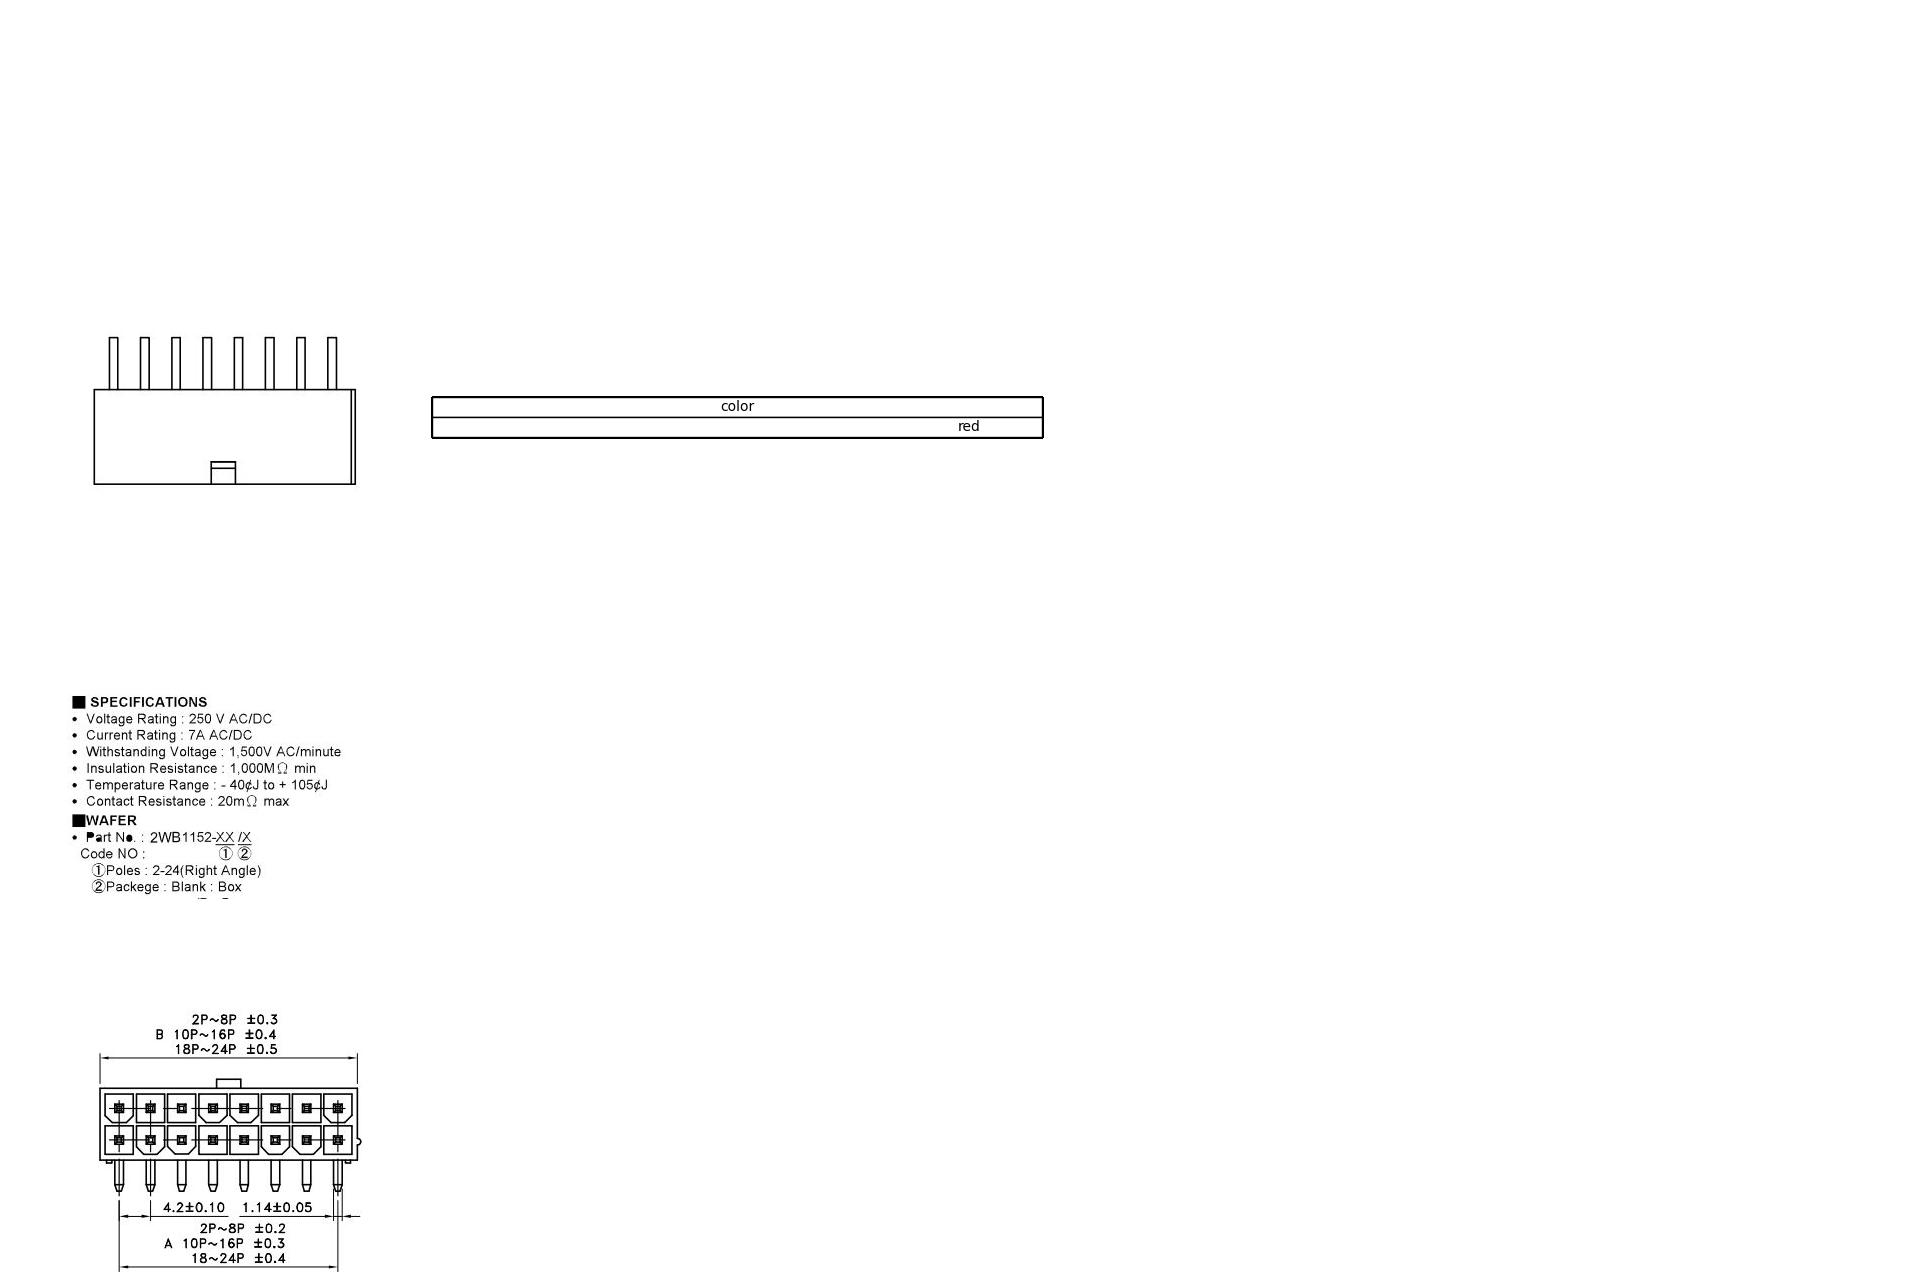 color
red
■ SPECIFICATIONS
• Voltage Rating : 250 V AC/DC
• Current Rating : 7A AC/DC
• Withstanding Voltage : 1,500V AC/minute
• Insulation Resistance : 1,000MΩ min
• Temperature Range : - 40¢J to + 105¢J
• Contact Resistance : 20mΩ max
■WAFER
• Part No. : 2WB1152-XX /X
Code NO : ① ②
①Poles : 2-24(Right Angle)
②Packege : Blank : Box
2P~8P ±0.3
B 10P~16P ±0.4
18P~24P ±0.5
4.2±0.10 1.14±0.05
2P~8P ±0.2
A 10P~16P ±0.3
18~24P ±0.4